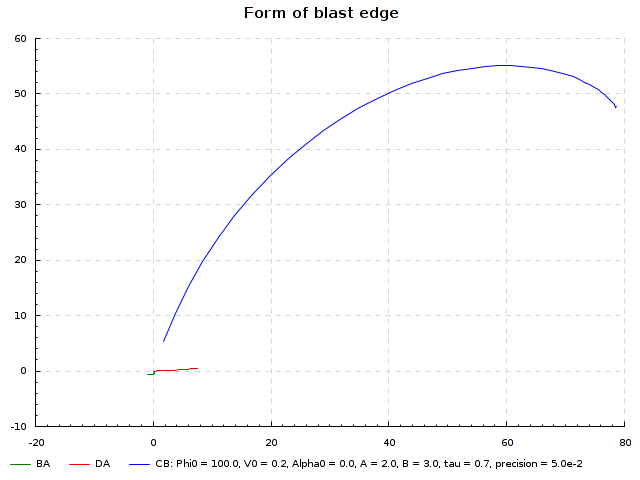 Form of blast edge
60
50
40
30
20
10
0
-10
-20 0 20 40 60 80
BA DA CB: Phi0 = 100.0, V0 = 0.2, Alpha0 = 0.0, A = 2.0, B = 3.0, tau = 0.7, precision = 5.0e-2